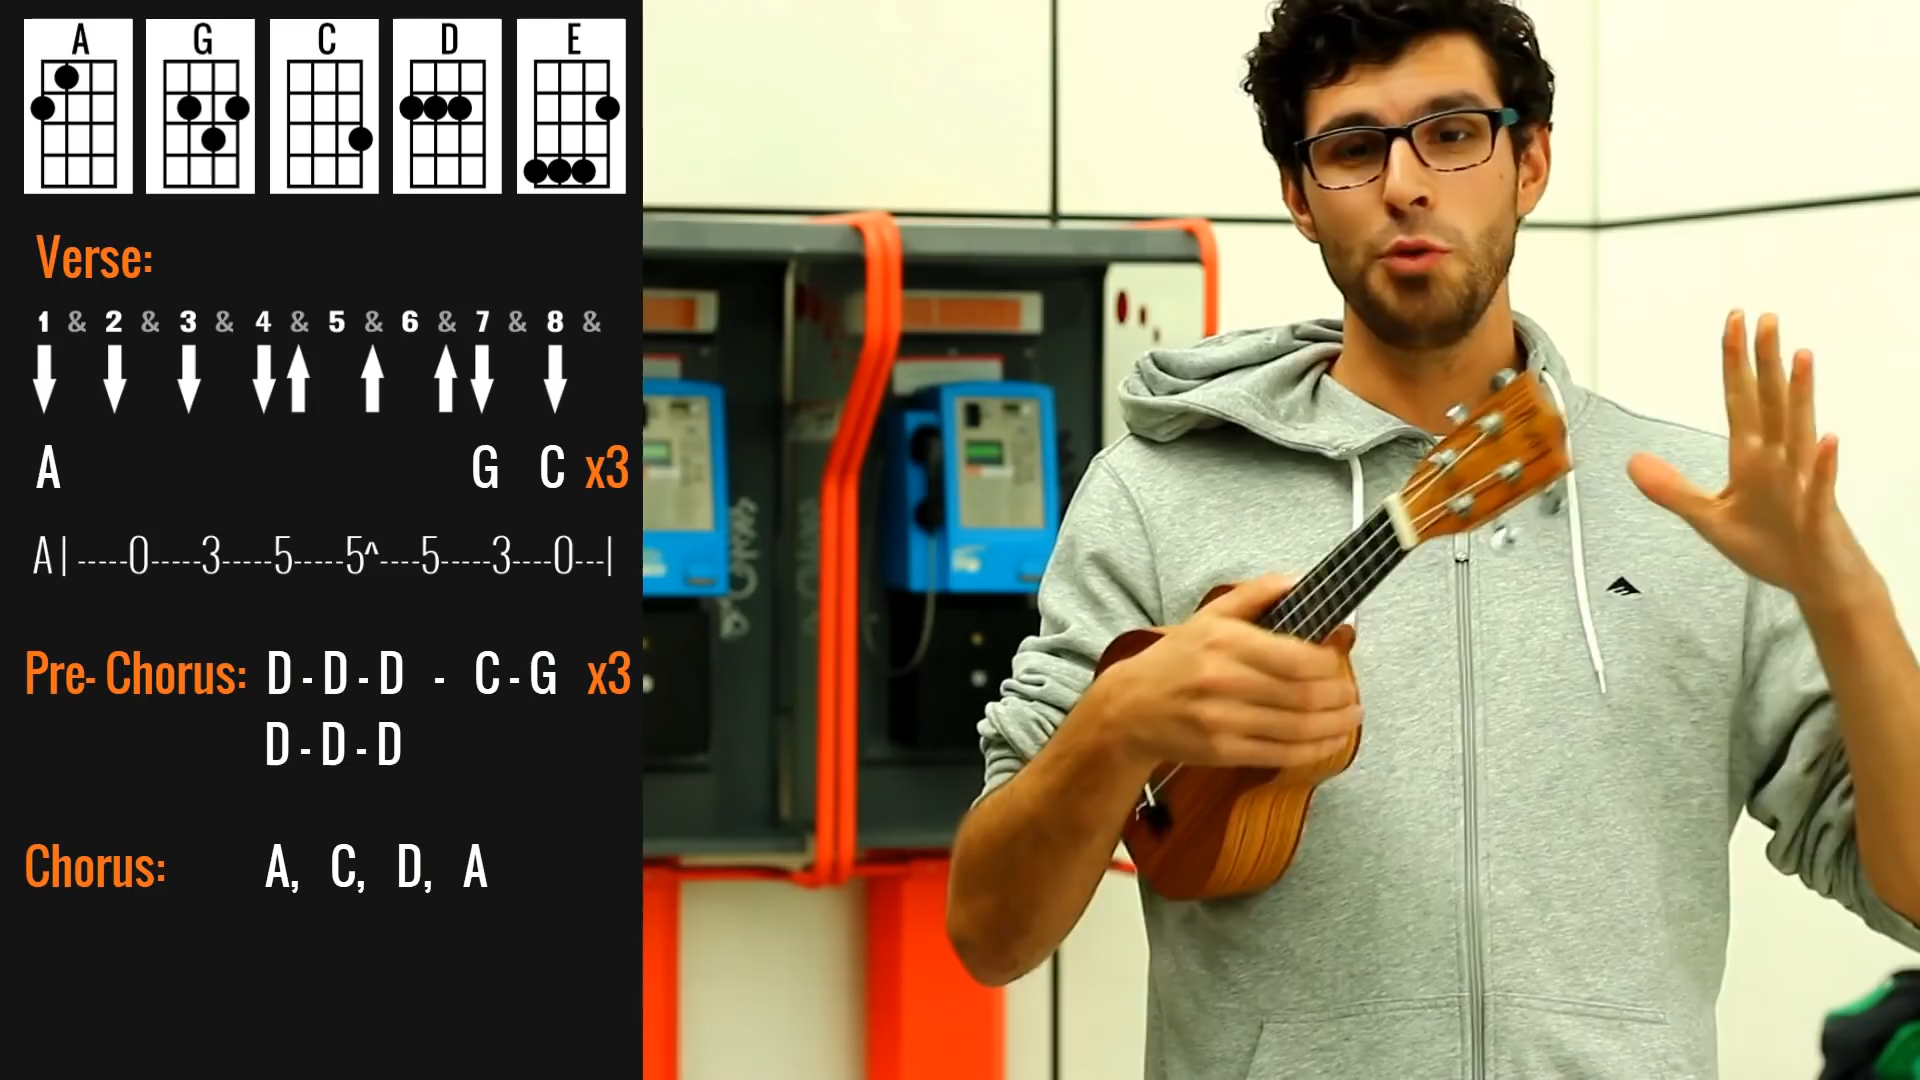 A G C D E
Verse:
1 & 2 & 3 & 4 & 5 & 6 & 7 & 8 &
A G C x3
A|-----0-----3-----5-----5^----5-----3----0---|
Pre-Chorus: D-D-D - C-G x3
D-D-D
Chorus: A, C, D, A